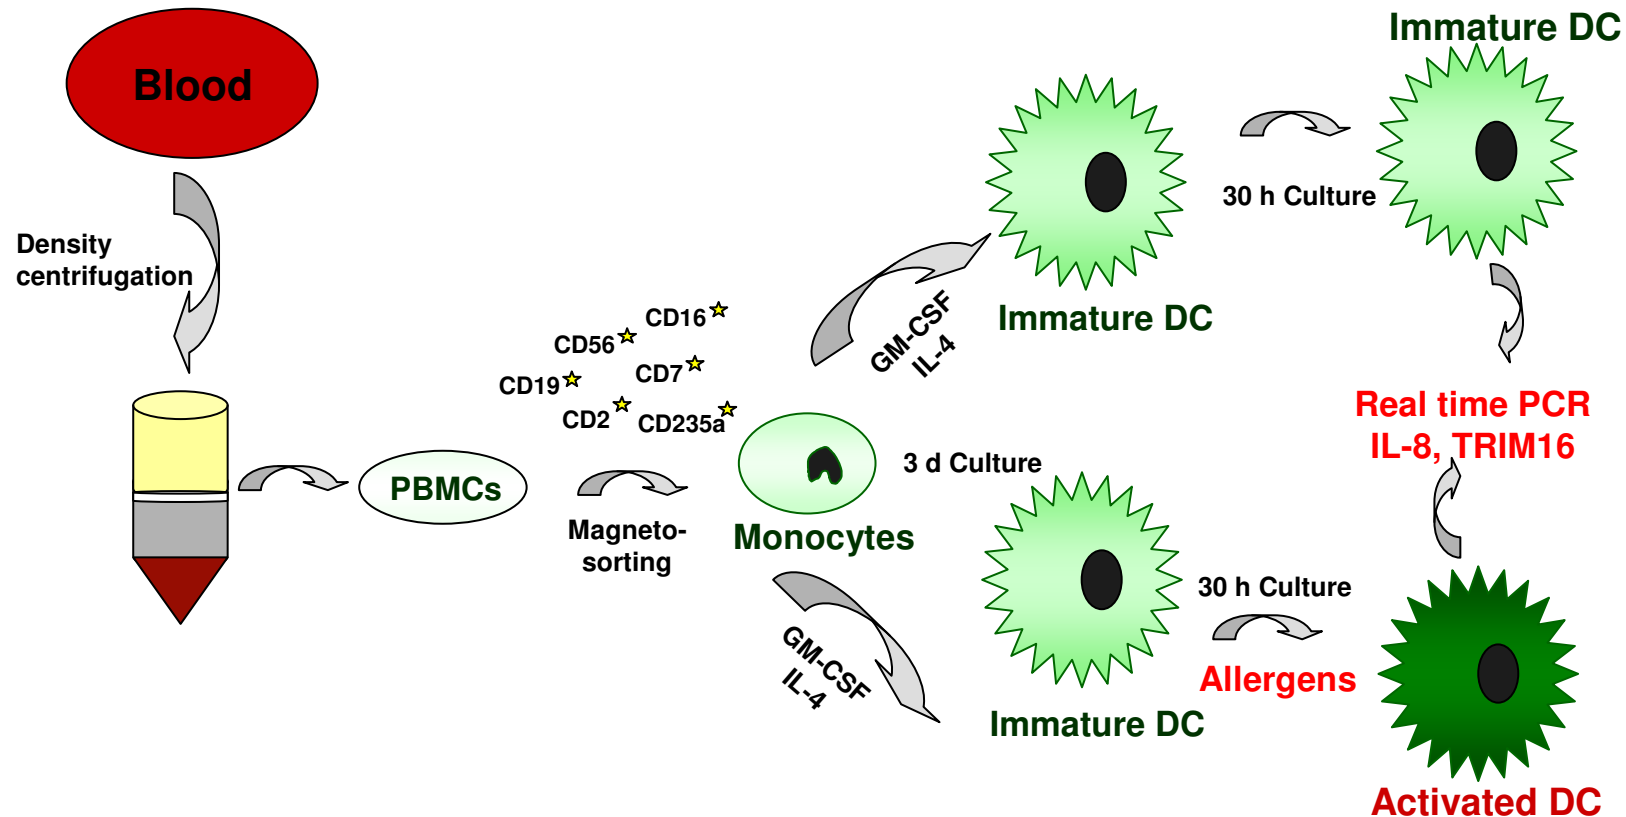 Blood
Density
centrifugation
PBMCs
Magneto-
sorting
CD16
CD56
CD7
CD19
CD2
CD235a
Monocytes
3 d Culture
GM-CSF
IL-4
Immature DC
30 h Culture
Immature DC
GM-CSF
IL-4
Immature DC
30 h Culture
Allergens
Activated DC
Real time PCR
IL-8, TRIM16